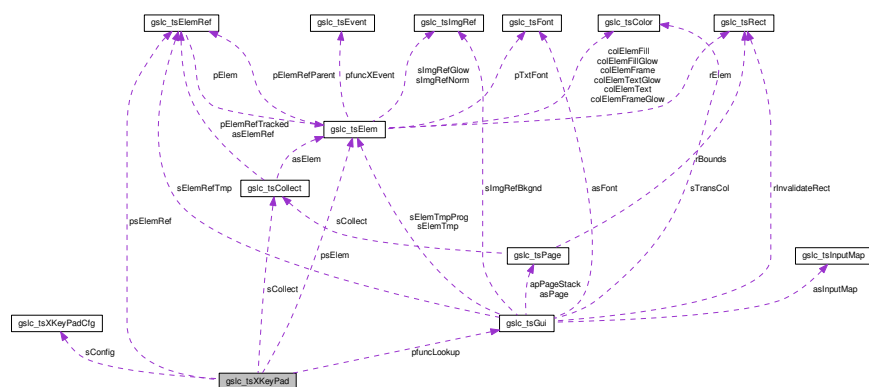 gslc_tsElemRef
gslc_tsEvent
gslc_tsImgRef
gslc_tsFont
gslc_tsColor
gslc_tsRect
pElem
pElemRefParent
pfuncXEvent
sImgRefGlow
sImgRefNorm
pTxtFont
colElemFill
colElemFillGlow
colElemFrame
colElemTextGlow
colElemText
colElemFrameGlow
rElem
gslc_tsElem
pElemRefTracked
asElemRef
asElem
gslc_tsCollect
sElemRefTmp
psElemRef
sCollect
sElemTmpProg
sElemTmp
sImgRefBkgnd
asFont
rBounds
sTransCol
rInvalidateRect
psElem
gslc_tsPage
gslc_tsInputMap
sCollect
apPageStack
asPage
asInputMap
gslc_tsXKeyPadCfg
gslc_tsGui
sConfig
pfuncLookup
gslc_tsXKeyPad